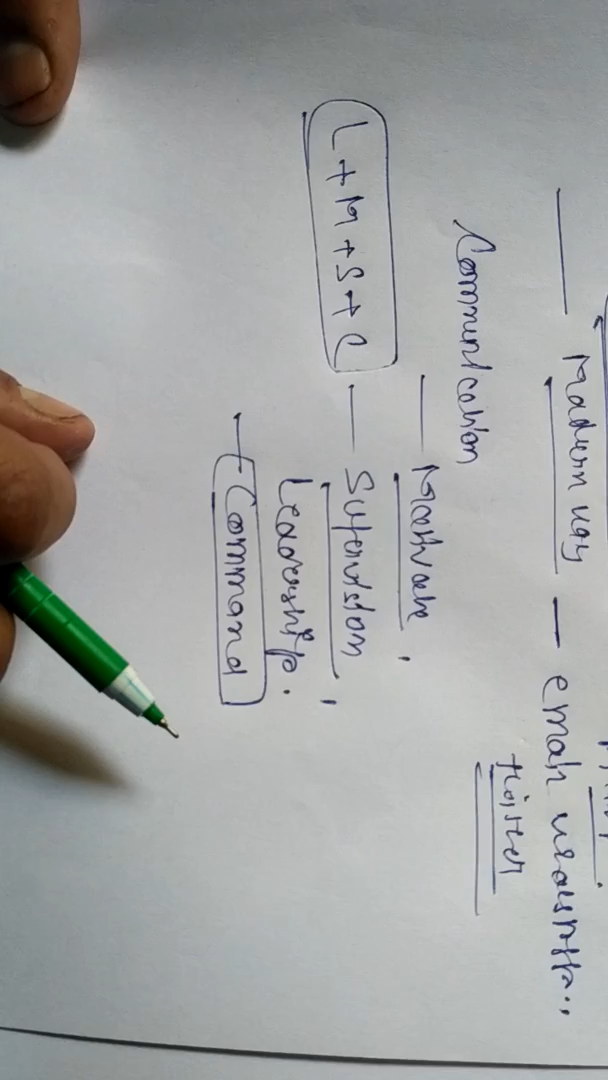 — Modern way — email whatsapp..
twitter
Communication
— Motivate,
L+M+S+C — Supervision,
Leadership.
Command